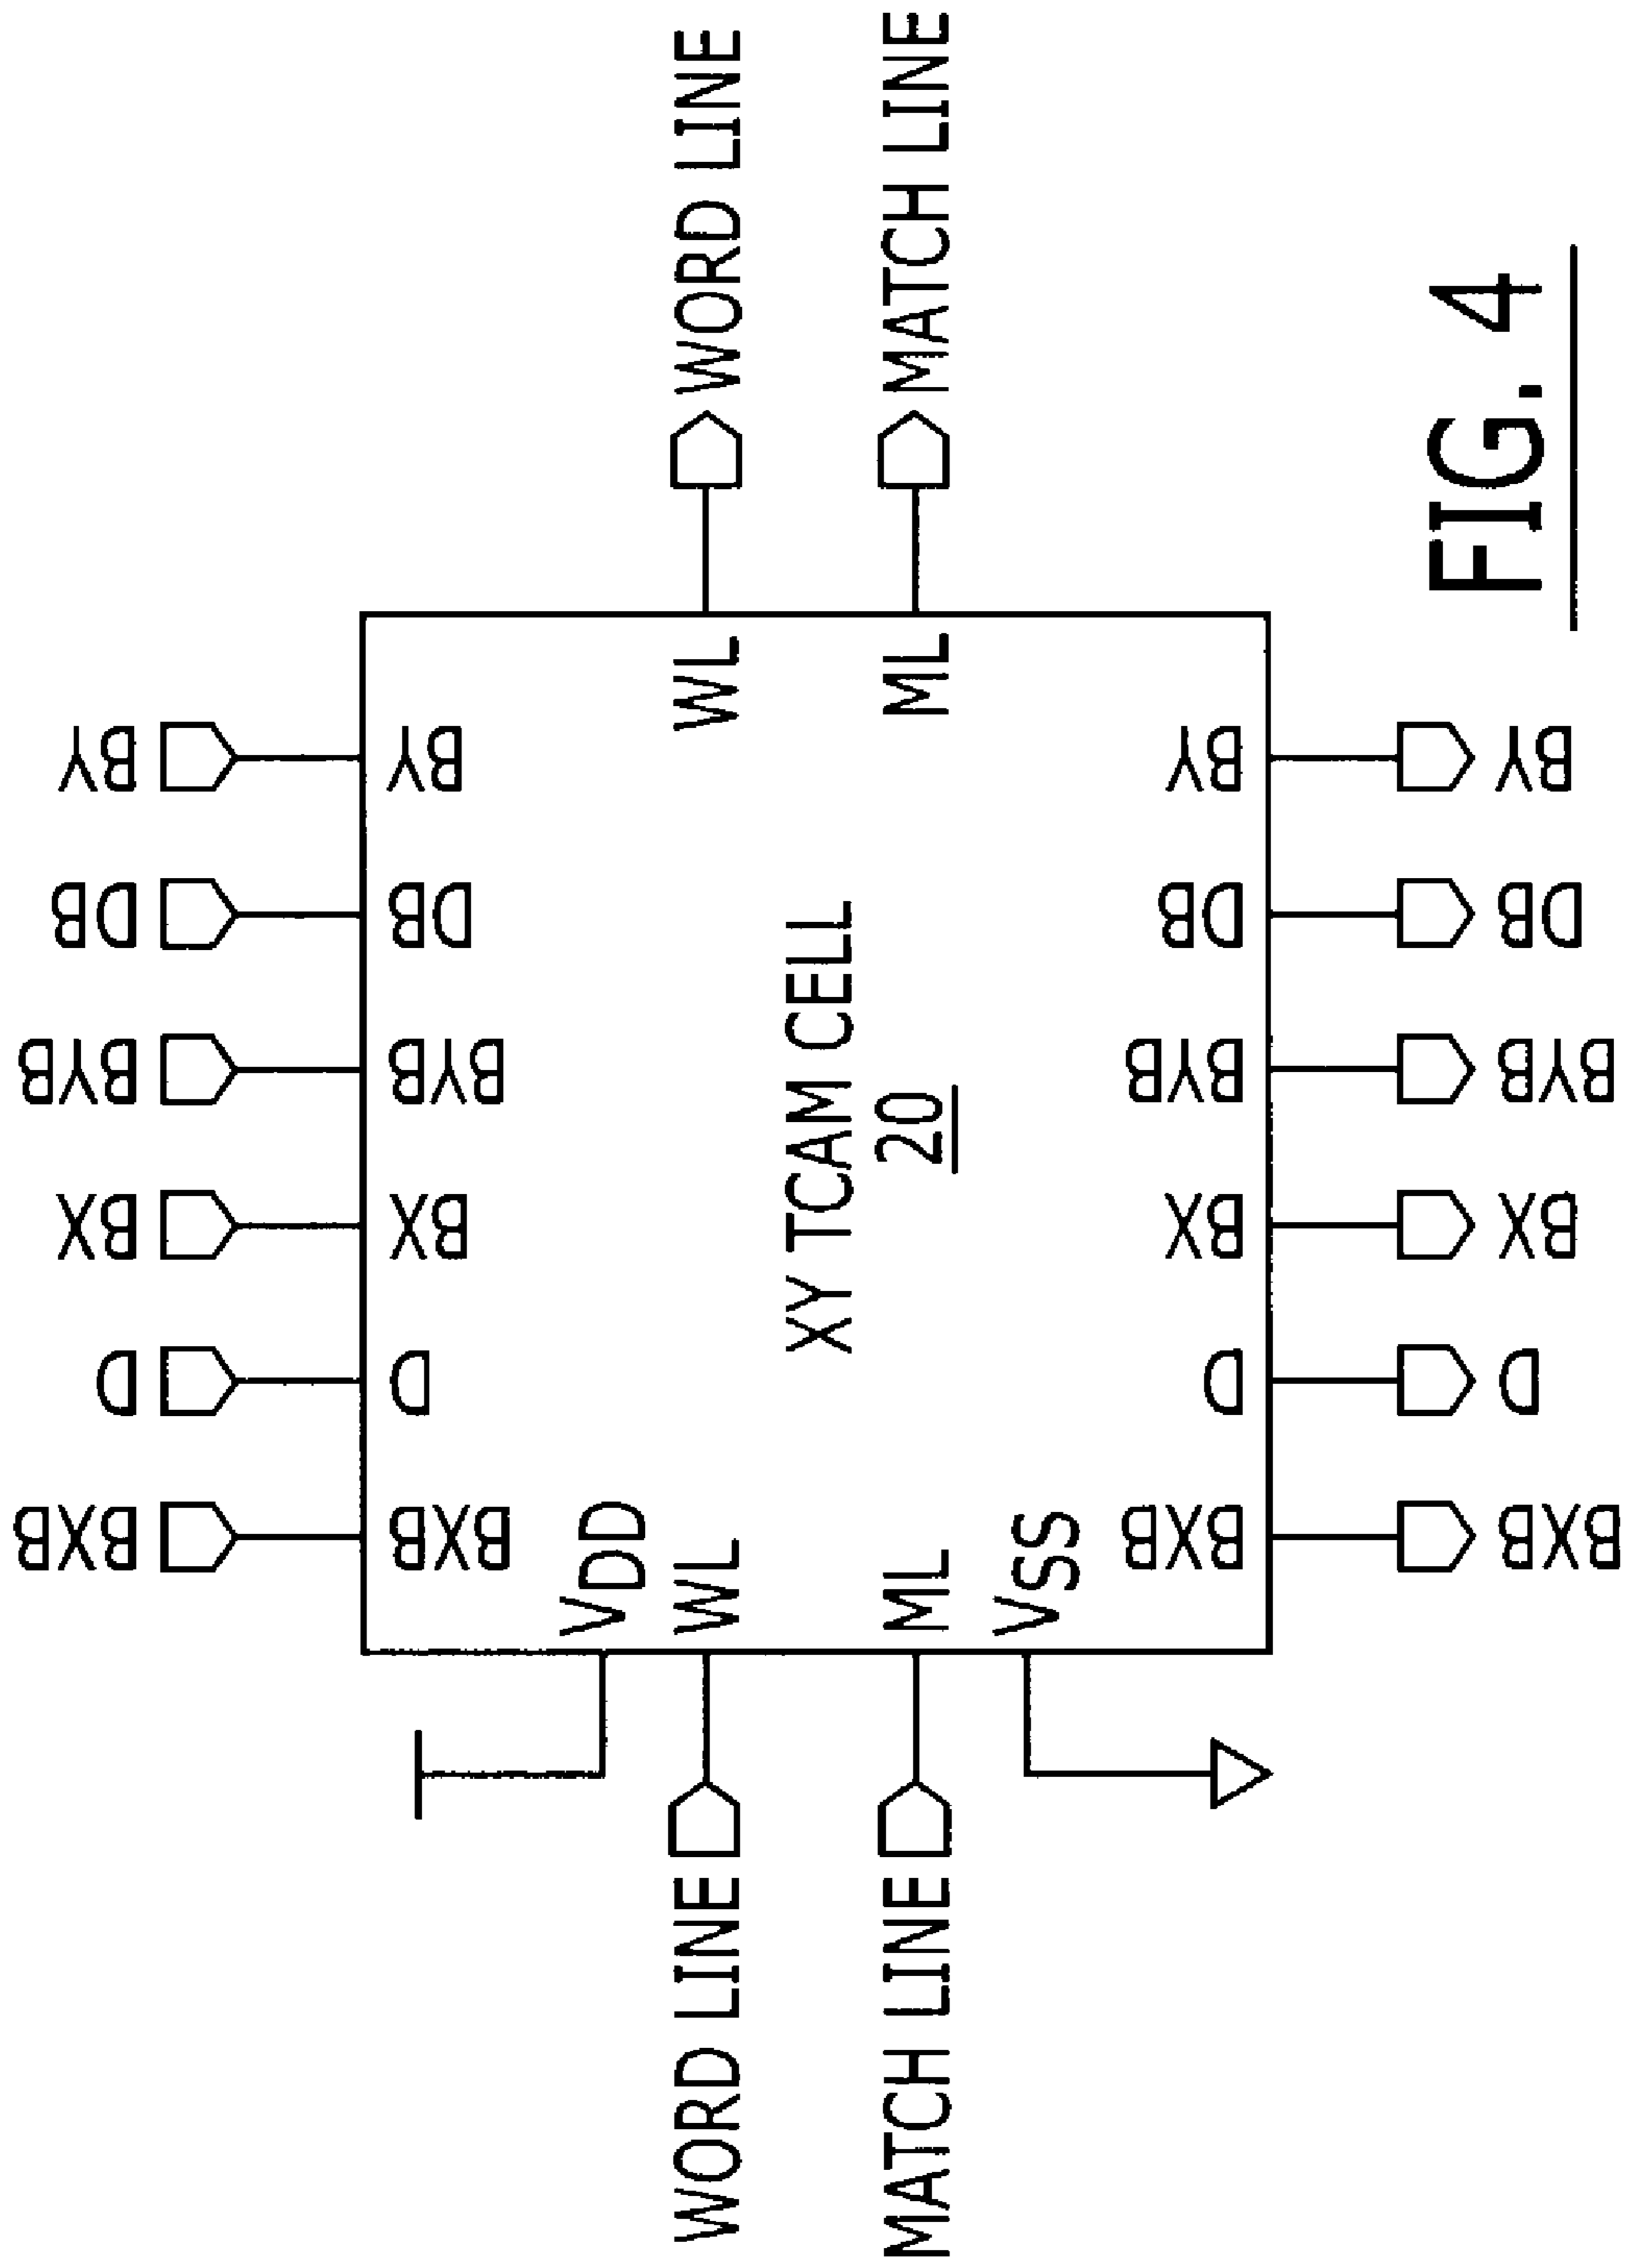 BXB
D
BX
BYB
DB
BY
BXB
D
BX
BYB
DB
BY
VDD
WORD LINE
WL
WL
WORD LINE
XY TCAM CELL
20
MATCH LINE
ML
ML
MATCH LINE
VSS
BXB
D
BX
BYB
DB
BY
BXB
D
BX
BYB
DB
BY
FIG. 4